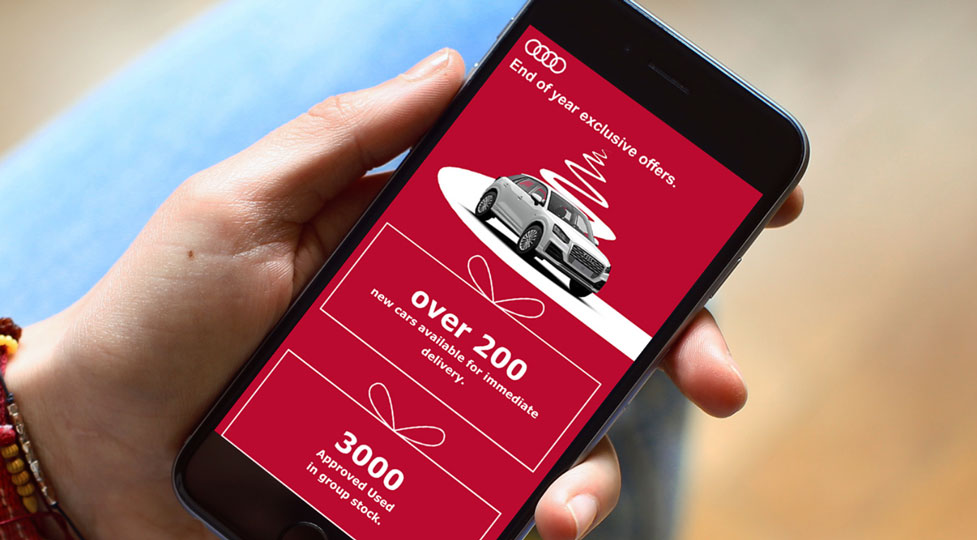 End of year exclusive offers.
over 200
new cars available for immediate
delivery.
3000
Approved Used
in group stock.